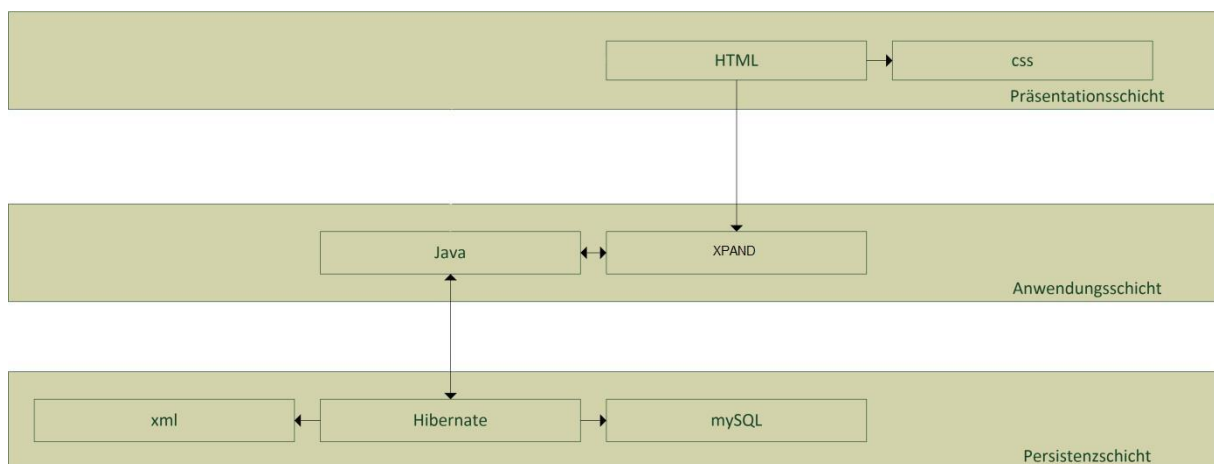 HTML
css
Präsentationsschicht
Java
XPAND
Anwendungsschicht
xml
Hibernate
mySQL
Persistenzschicht